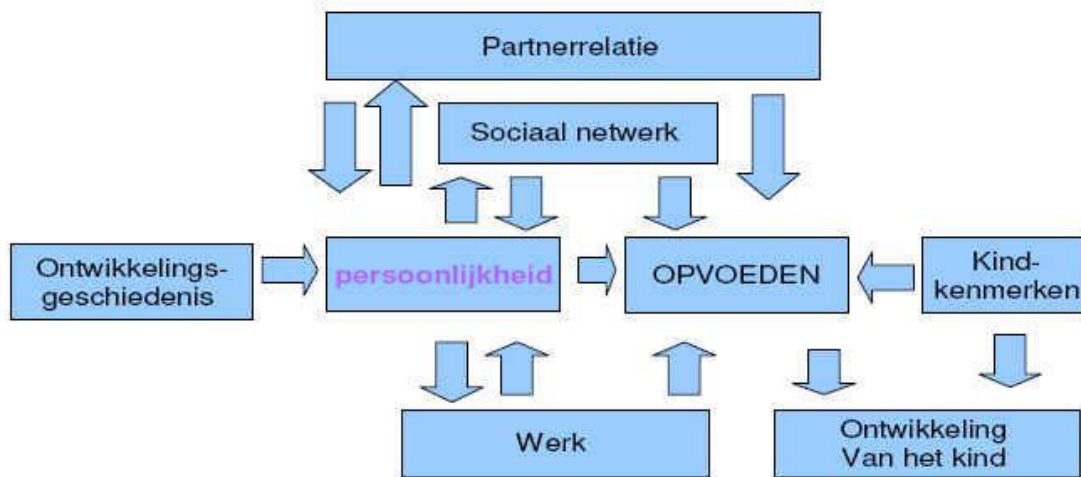 Partnerrelatie
Sociaal netwerk
Ontwikkelings-
geschiedenis
persoonlijkheid
OPVOEDEN
Kind-
kenmerken
Werk
Ontwikkeling
Van het kind